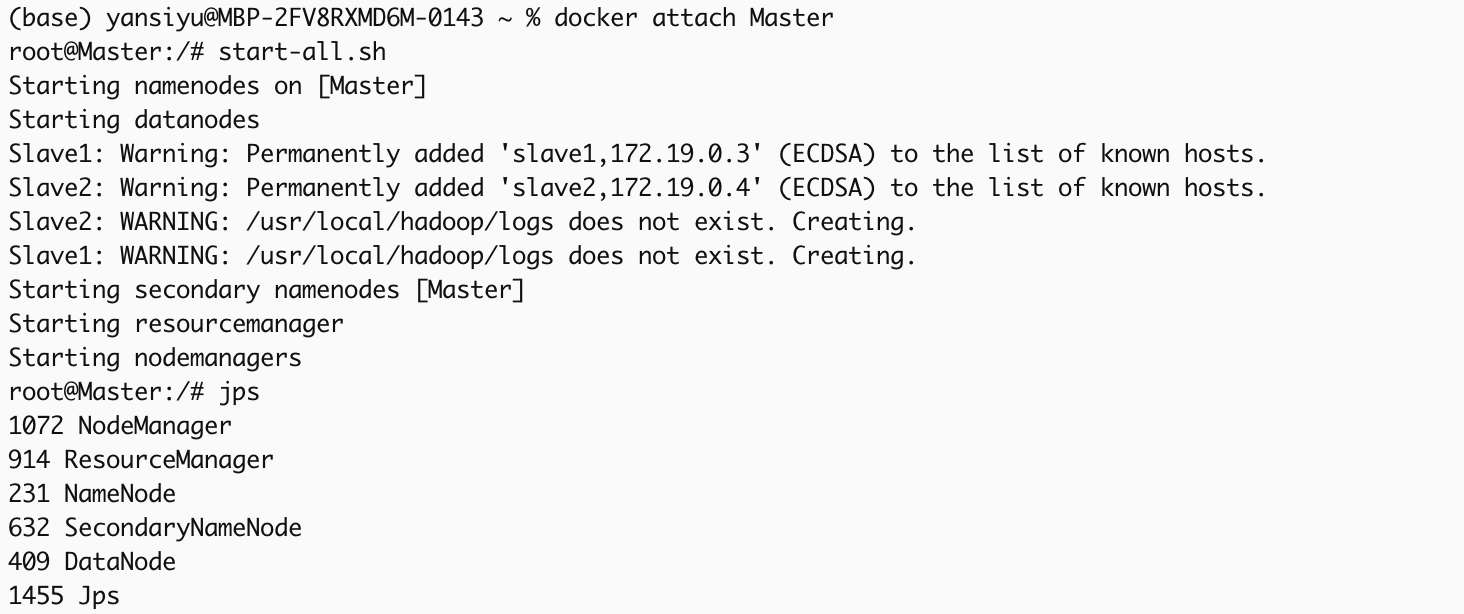 (base) yansiyu@MBP-2FV8RXMD6M-0143 ~ % docker attach Master
root@Master:/# start-all.sh
Starting namenodes on [Master]
Starting datanodes
Slave1: Warning: Permanently added 'slave1,172.19.0.3' (ECDSA) to the list of known hosts.
Slave2: Warning: Permanently added 'slave2,172.19.0.4' (ECDSA) to the list of known hosts.
Slave2: WARNING: /usr/local/hadoop/logs does not exist. Creating.
Slave1: WARNING: /usr/local/hadoop/logs does not exist. Creating.
Starting secondary namenodes [Master]
Starting resourcemanager
Starting nodemanagers
root@Master:/# jps
1072 NodeManager
914 ResourceManager
231 NameNode
632 SecondaryNameNode
409 DataNode
1455 Jps